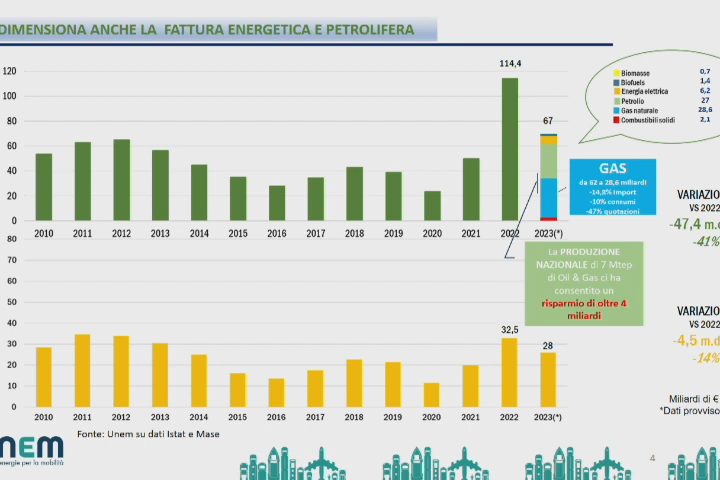 DIMENSIONA ANCHE LA FATTURA ENERGETICA E PETROLIFERA
120
100
80
60
40
20
0
114,4
67
2010 2011 2012 2013 2014 2015 2016 2017 2018 2019 2020 2021 2022 2023(*)
Biomasse 0,7
Biofuels 1,4
Energia elettrica 6,2
Petrolio 27
Gas naturale 28,6
Combustibili solidi 2,1
GAS
da 62 a 28,6 miliardi
-14,8% Import
-10% consumi
-47% quotazioni
VARIAZIO
VS 2022
-47,4 m.d
-41%
La PRODUZIONE
NAZIONALE di 7 Mtep
di Oil & Gas ci ha
consentito un
risparmio di oltre 4
miliardi
80
70
60
50
40
30
20
10
0
32,5
28
2010 2011 2012 2013 2014 2015 2016 2017 2018 2019 2020 2021 2022 2023(*)
VARIAZIO
VS 2022
-4,5 m.d
-14%
Miliardi di €
*Dati provviso
Fonte: Unem su dati Istat e Mase
nEm
energie per la mobilità
4